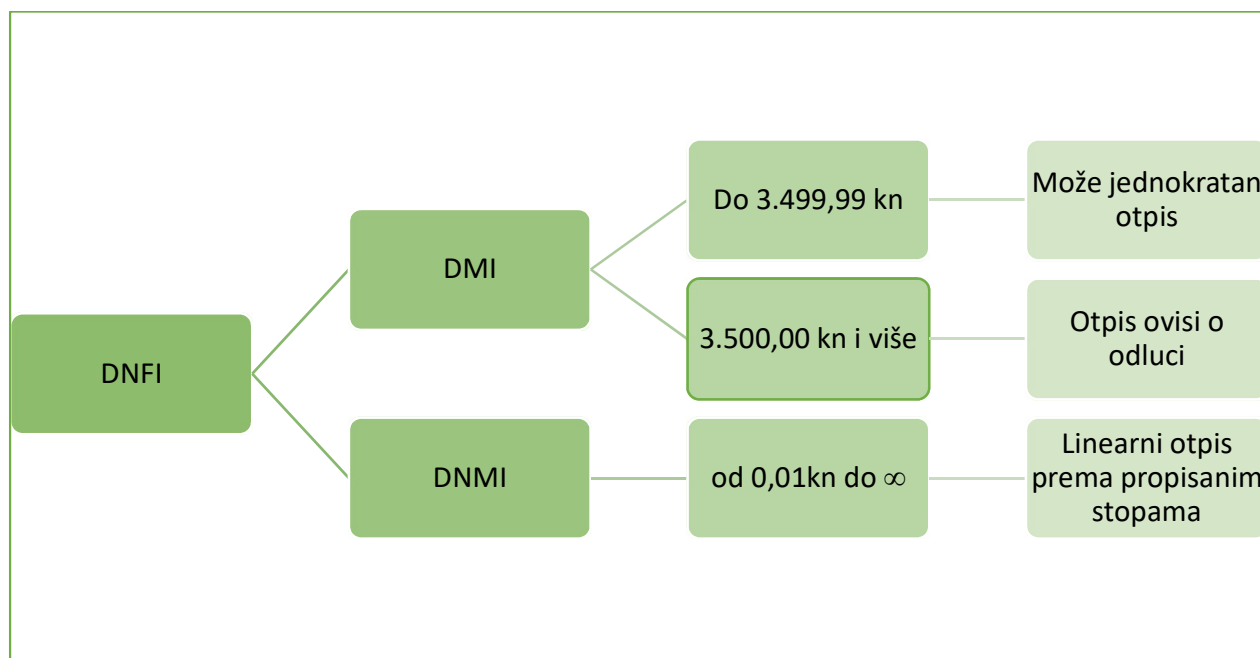 DNFI
DMI
Do 3.499,99 kn
Može jednokratan
otpis
3.500,00 kn i više
Otpis ovisi o
odluci
DNMI
od 0,01kn do ∞
Linearni otpis
prema propisanim
stopama